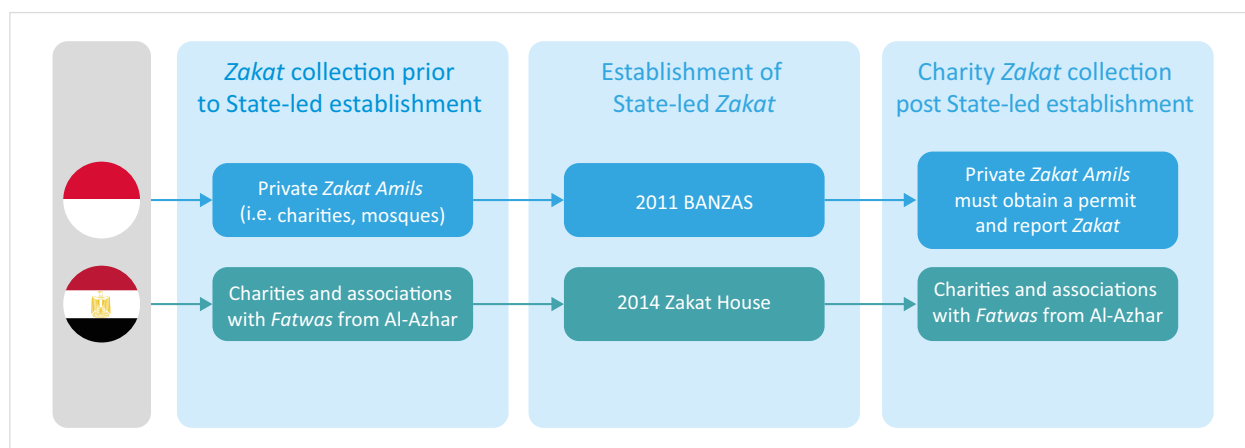 Zakat collection prior
to State-led establishment
Establishment of
State-led Zakat
Charity Zakat collection
post State-led establishment
Private Zakat Amils
(i.e. charities, mosques)
2011 BANZAS
Private Zakat Amils
must obtain a permit
and report Zakat
Charities and associations
with Fatwas from Al-Azhar
2014 Zakat House
Charities and associations
with Fatwas from Al-Azhar